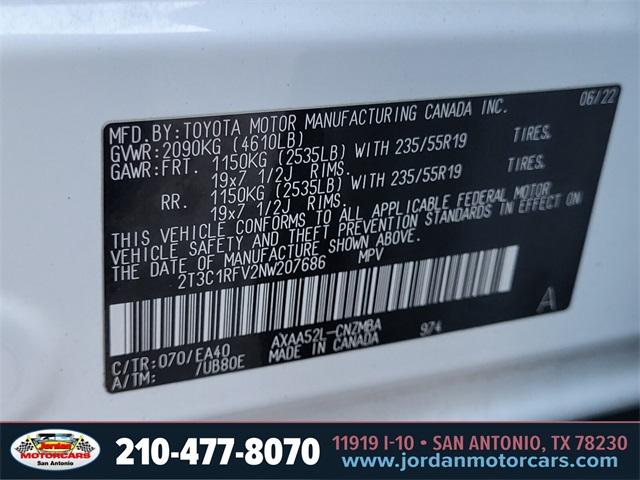 MFD.BY:TOYOTA MOTOR MANUFACTURING CANADA INC. 06/22
GVWR:2090KG (4610LB)
GAWR:FRT. 1150KG (2535LB) WITH 235/55R19 TIRES.
19x7 1/2J RIMS.
RR. 1150KG (2535LB) WITH 235/55R19 TIRES.
19x7 1/2J RIMS.
THIS VEHICLE CONFORMS TO ALL APPLICABLE FEDERAL MOTOR
VEHICLE SAFETY AND THEFT PREVENTION STANDARDS IN EFFECT ON
THE DATE OF MANUFACTURE SHOWN ABOVE.
2T3C1RFV2NW207686 MPV
A
C/TR:070/EA40 AXAA52L-CNZMBA 974
A/TM: /UB80E MADE IN CANADA
Jordan
MOTORCARS
San Antonio
210-477-8070
11919 I-10 • SAN ANTONIO, TX 78230
www.jordanmotorcars.com